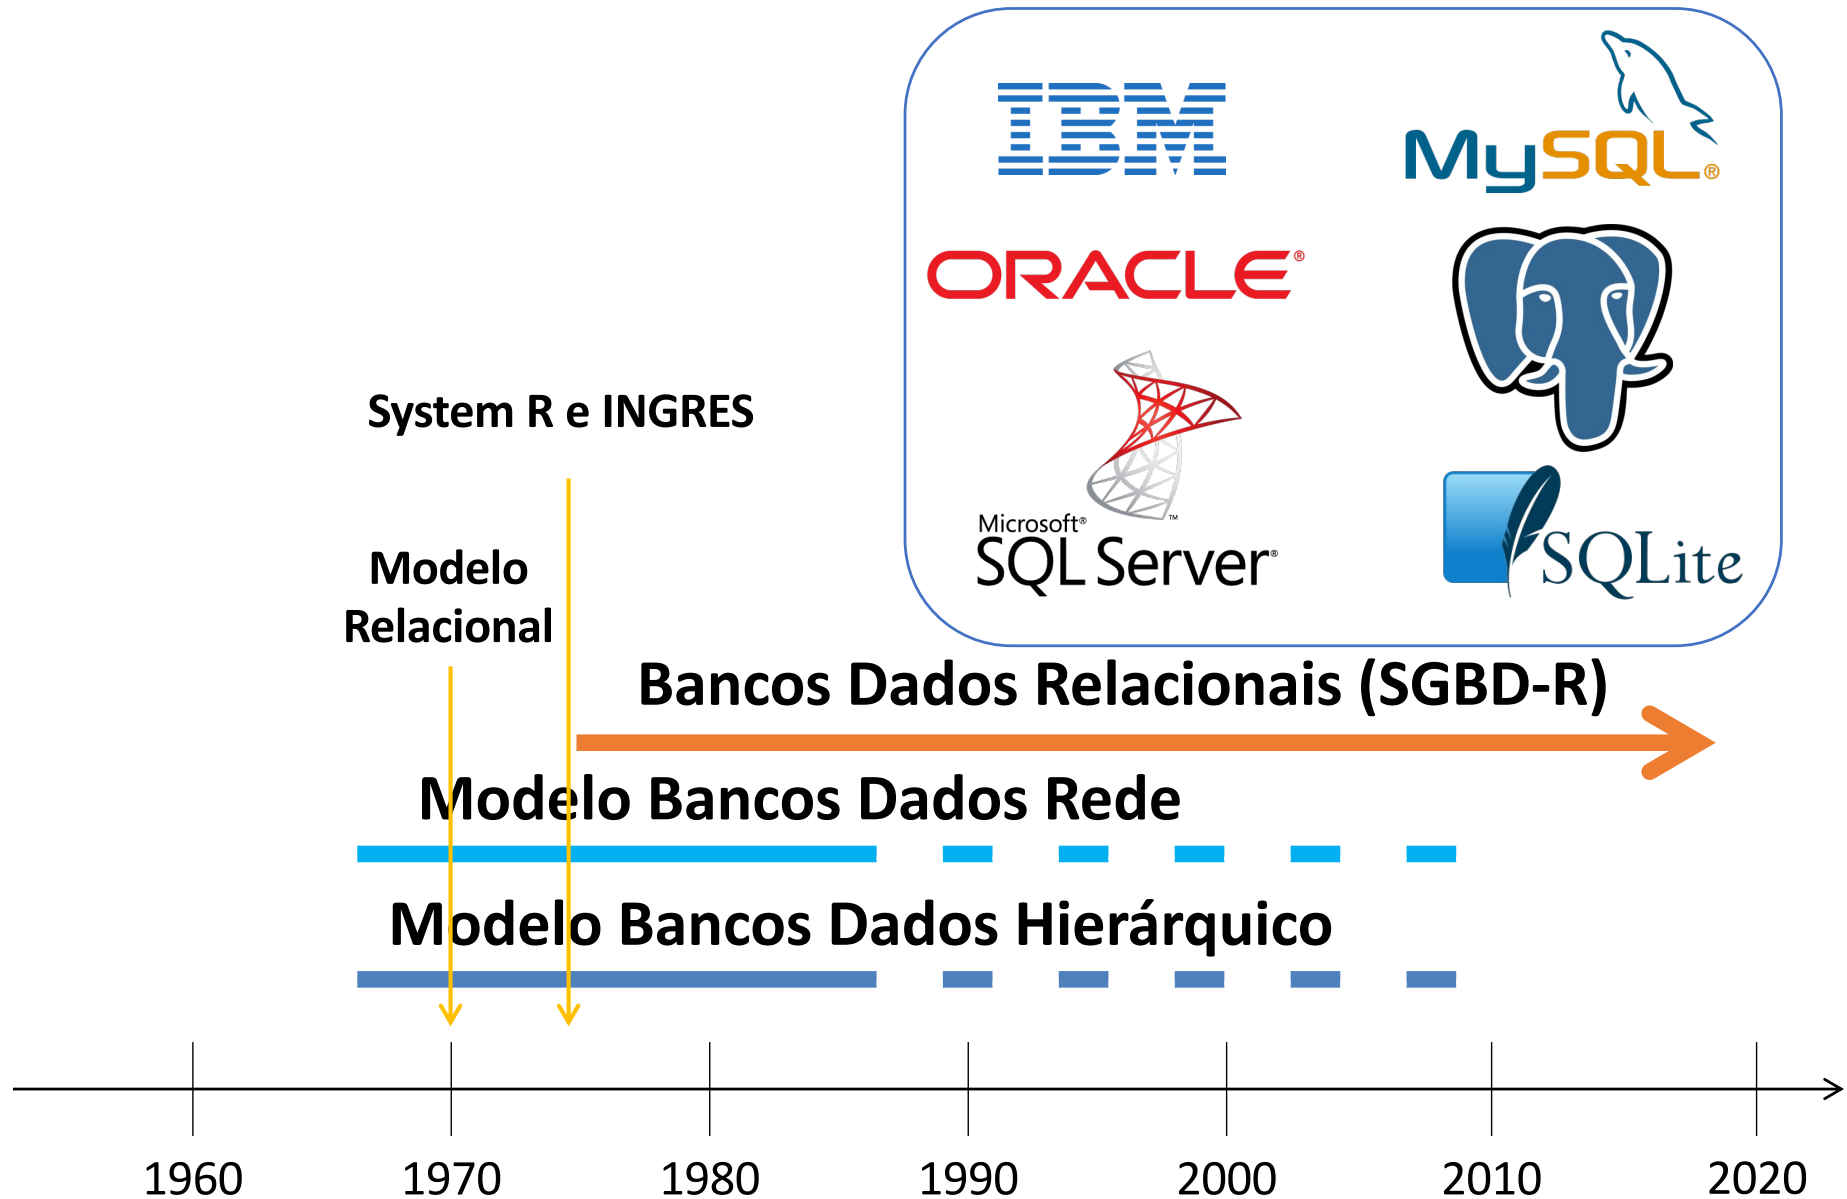 IBM
MySQL®
ORACLE®
Microsoft®
SQL Server®
™
SQLite
System R e INGRES
Modelo
Relacional
Bancos Dados Relacionais (SGBD-R)
Modelo Bancos Dados Rede
Modelo Bancos Dados Hierárquico
1960 1970 1980 1990 2000 2010 2020